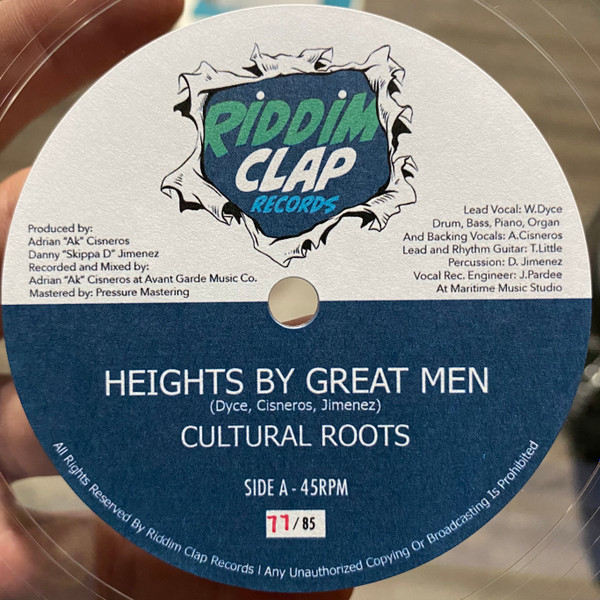 RiDDiM
CLAP
RECORDS
Produced by:
Adrian "Ak" Cisneros
Danny "Skippa D" Jimenez
Recorded and Mixed by:
Adrian "Ak" Cisneros at Avant Garde Music Co.
Mastered by: Pressure Mastering
Lead Vocal: W.Dyce
Drum, Bass, Piano, Organ
And Backing Vocals: A.Cisneros
Lead and Rhythm Guitar: T.Little
Percussion: D. Jimenez
Vocal Rec. Engineer: J.Pardee
At Maritime Music Studio
HEIGHTS BY GREAT MEN
(Dyce, Cisneros, Jimenez)
CULTURAL ROOTS
SIDE A - 45RPM
77/85
All Rights Reserved By Riddim Clap Records | Any Unauthorized Copying Or Broadcasting Is Prohibited